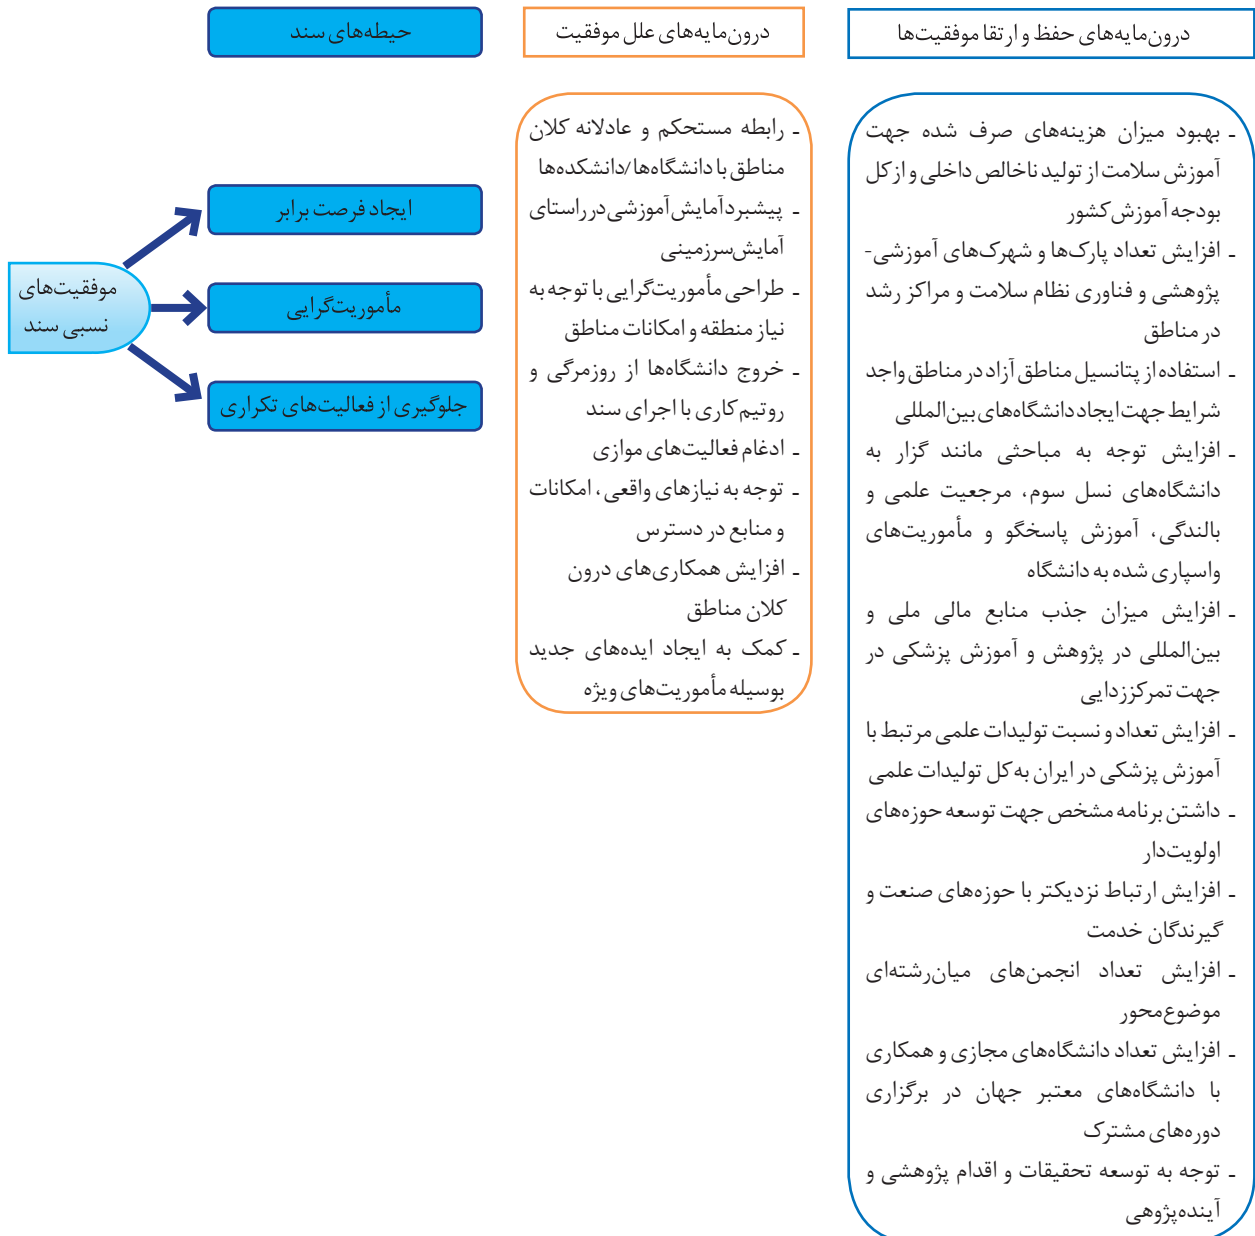 درون‌مایه‌های حفظ و ارتقا موفقیت‌ها
درون‌مایه‌های علل موفقیت
حیطه‌های سند
ـ بهبود میزان هزینه‌های صرف شده جهت
آموزش سلامت از تولید ناخالص داخلی و از کل
بودجه آموزش کشور
ـ افزایش تعداد پارک‌ها و شهرک‌های آموزشی-
پژوهشی و فناوری نظام سلامت و مراکز رشد
در مناطق
ـ استفاده از پتانسیل مناطق آزاد در مناطق واجد
شرایط جهت ایجاد دانشگاه‌های بین‌المللی
ـ افزایش توجه به مباحثی مانند گزار به
دانشگاه‌های نسل سوم، مرجعیت علمی و
بالندگی، آموزش پاسخگو و مأموریت‌های
واسپاری شده به دانشگاه
ـ افزایش میزان جذب منابع مالی ملی و
بین‌المللی در پژوهش و آموزش پزشکی در
جهت تمرکززدایی
ـ افزایش تعداد و نسبت تولیدات علمی مرتبط با
آموزش پزشکی در ایران به کل تولیدات علمی
ـ داشتن برنامه مشخص جهت توسعه حوزه‌های
اولویت‌دار
ـ افزایش ارتباط نزدیکتر با حوزه‌های صنعت و
گیرندگان خدمت
ـ افزایش تعداد انجمن‌های میان‌رشته‌ای
موضوع‌محور
ـ افزایش تعداد دانشگاه‌های مجازی و همکاری
با دانشگاه‌های معتبر جهان در برگزاری
دوره‌های مشترک
ـ توجه به توسعه تحقیقات و اقدام پژوهشی و
آینده‌پژوهی
ـ رابطه مستحکم و عادلانه کلان
مناطق با دانشگاه‌ها/دانشکده‌ها
ـ پیشبرد آمایش آموزشی در راستای
آمایش سرزمینی
ـ طراحی مأموریت‌گرایی با توجه به
نیاز منطقه و امکانات مناطق
ـ خروج دانشگاه‌ها از روزمرگی و
روتیم کاری با اجرای سند
ـ ادغام فعالیت‌های موازی
ـ توجه به نیازهای واقعی، امکانات
و منابع در دسترس
ـ افزایش همکاری‌های درون
کلان مناطق
ـ کمک به ایجاد ایده‌های جدید
بوسیله مأموریت‌های ویژه
ایجاد فرصت برابر
مأموریت‌گرایی
جلوگیری از فعالیت‌های تکراری
موفقیت‌های
نسبی سند